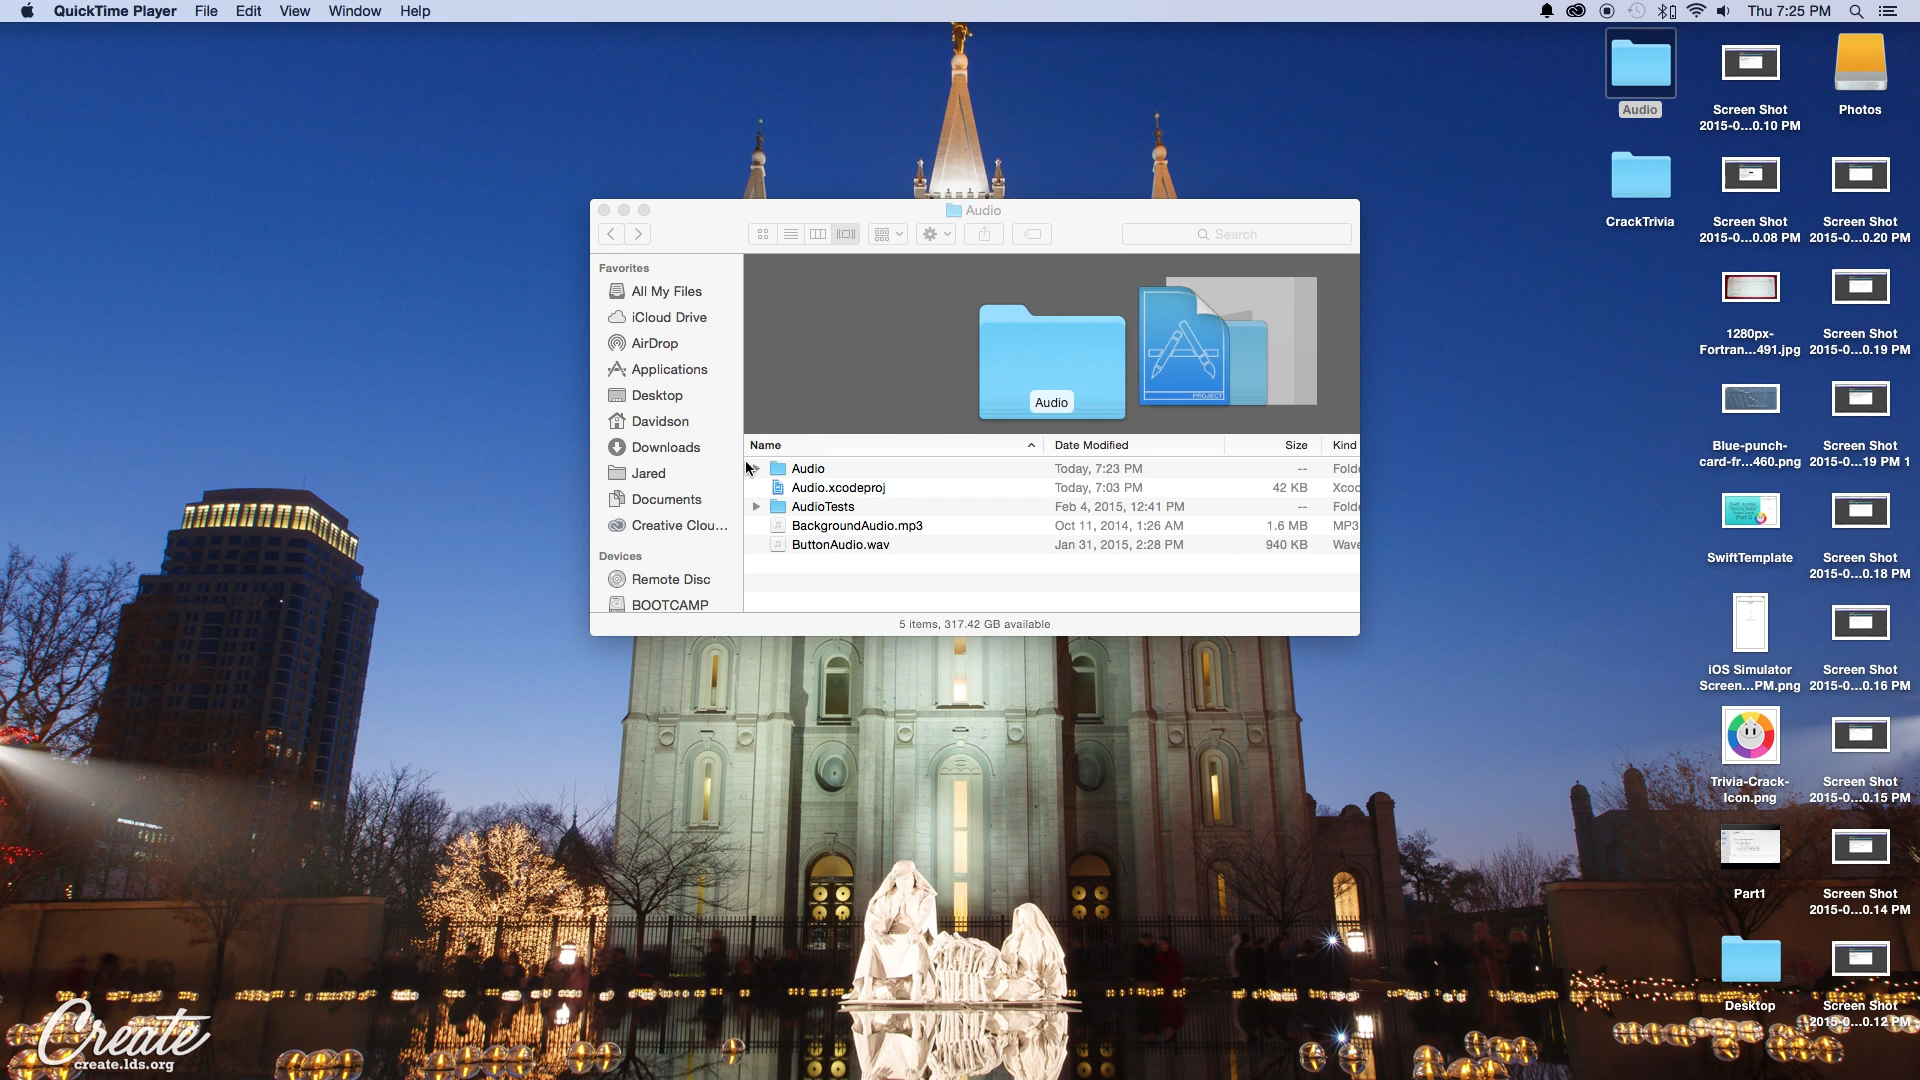 QuickTime Player File Edit View Window Help Thu 7:25 PM
Audio
Search
Favorites
All My Files
iCloud Drive
AirDrop
Applications
Desktop
Davidson
Downloads
Jared
Documents
Creative Clou...
Devices
Remote Disc
BOOTCAMP
Audio
PROJECT
Name Date Modified Size Kind
Audio Today, 7:23 PM -- Folde
Audio.xcodeproj Today, 7:03 PM 42 KB Xcoc
AudioTests Feb 4, 2015, 12:41 PM -- Folde
BackgroundAudio.mp3 Oct 11, 2014, 1:26 AM 1.6 MB MP3
ButtonAudio.wav Jan 31, 2015, 2:28 PM 940 KB Wave
5 items, 317.42 GB available
Audio
CrackTrivia
Screen Shot
2015-0...0.10 PM
Screen Shot
2015-0...0.08 PM
1280px-
Fortran...491.jpg
Blue-punch-
card-fr...460.png
SwiftTemplate
iOS Simulator
Screen...PM.png
Trivia-Crack-
Icon.png
Part1
Desktop
Photos
Screen Shot
2015-0...0.20 PM
Screen Shot
2015-0...0.19 PM
Screen Shot
2015-0...19 PM 1
Screen Shot
2015-0...0.18 PM
Screen Shot
2015-0...0.16 PM
Screen Shot
2015-0...0.15 PM
Screen Shot
2015-0...0.14 PM
Screen Shot
2015-0...0.12 PM
Create
create.lds.org